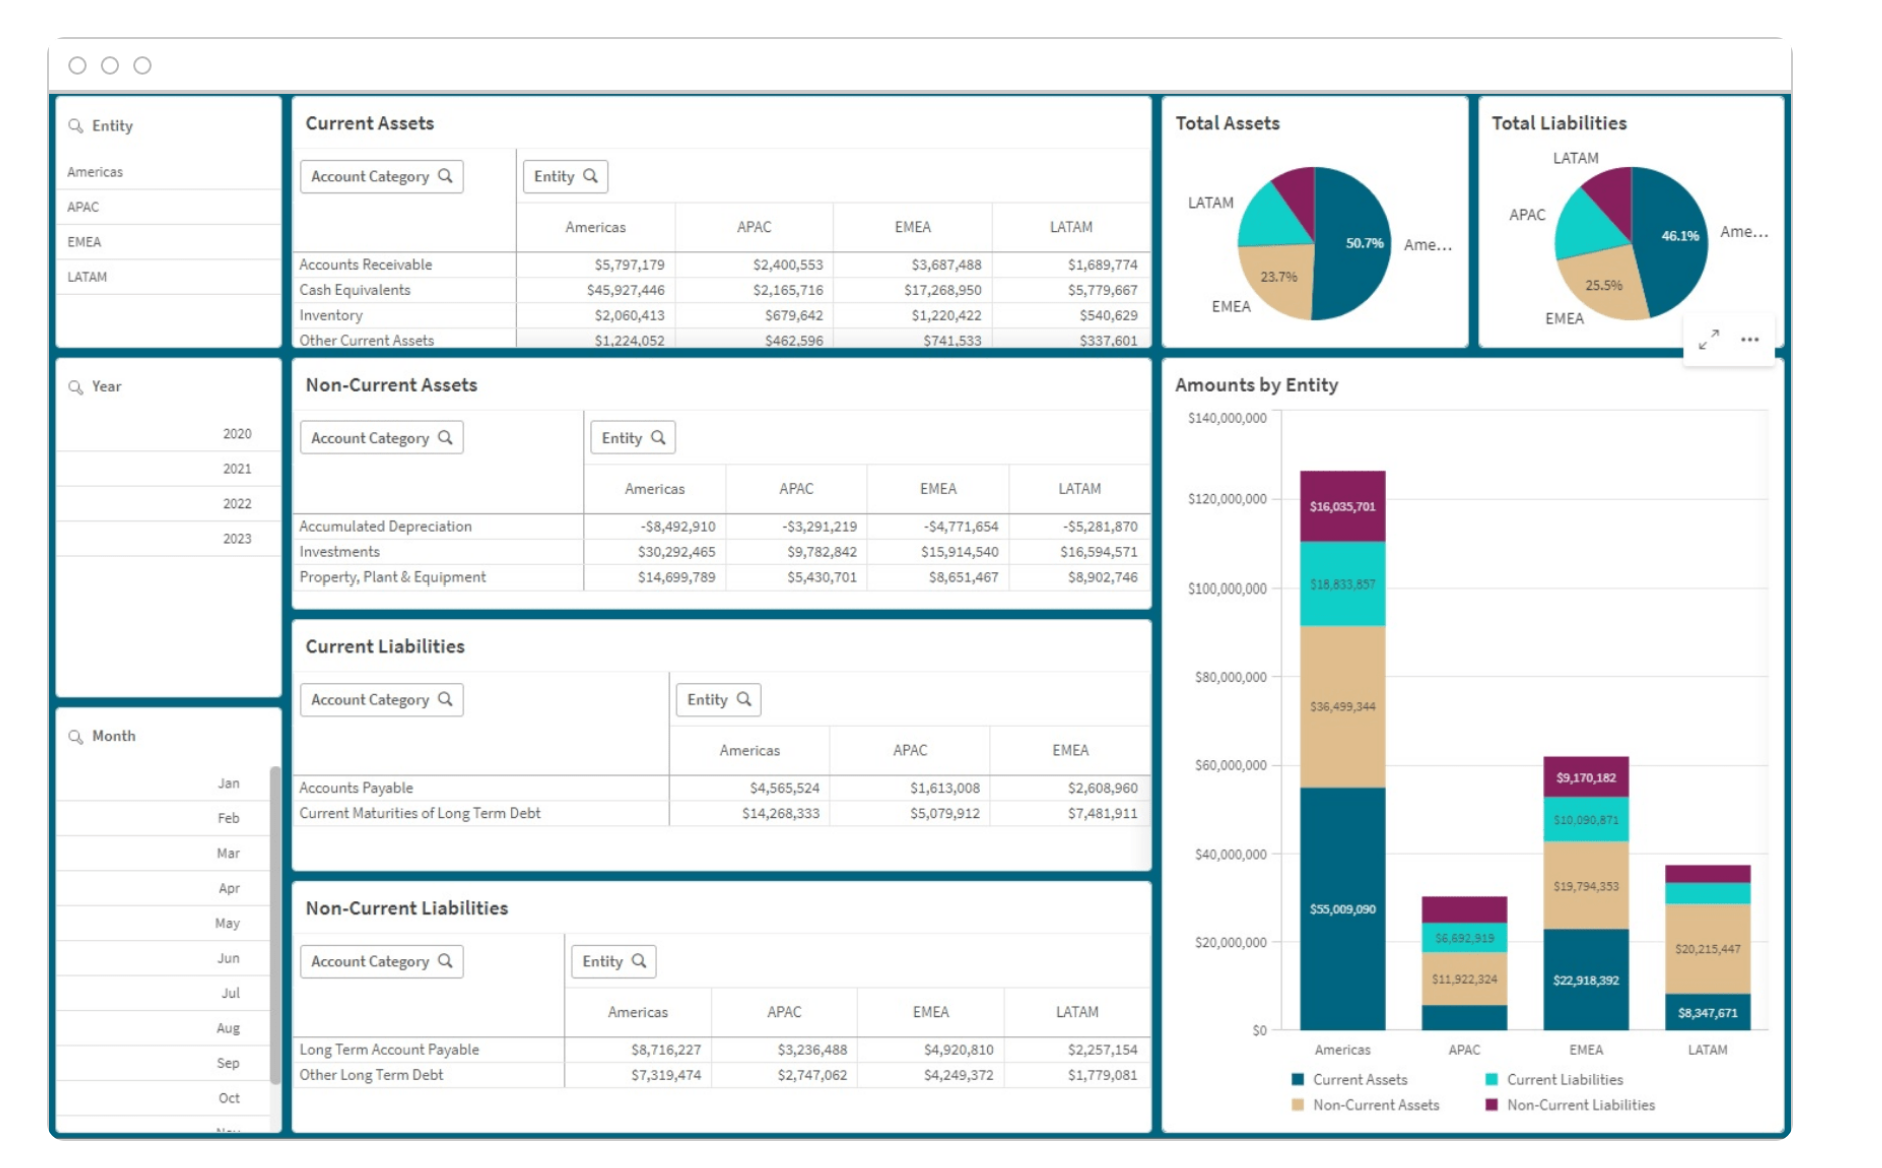 Entity
Americas
APAC
EMEA
LATAM
Year
2020
2021
2022
2023
Month
Jan
Feb
Mar
Apr
May
Jun
Jul
Aug
Sep
Oct
Current Assets
Account Category Entity
Americas APAC EMEA LATAM
Accounts Receivable $5,797,179 $2,400,553 $3,687,488 $1,689,774
Cash Equivalents $45,927,446 $2,165,716 $17,268,950 $5,779,667
Inventory $2,060,413 $679,642 $1,220,422 $540,629
Other Current Assets $1,224,052 $462,596 $741,533 $337,601
Non-Current Assets
Account Category Entity
Americas APAC EMEA LATAM
Accumulated Depreciation -$8,492,910 -$3,291,219 -$4,771,654 -$5,281,870
Investments $30,292,465 $9,782,842 $15,914,540 $16,594,571
Property, Plant & Equipment $14,699,789 $5,430,701 $8,651,467 $8,902,746
Current Liabilities
Account Category Entity
Americas APAC EMEA
Accounts Payable $4,565,524 $1,613,008 $2,608,960
Current Maturities of Long Term Debt $14,268,333 $5,079,912 $7,481,911
Non-Current Liabilities
Account Category Entity
Americas APAC EMEA LATAM
Long Term Account Payable $8,716,227 $3,236,488 $4,920,810 $2,257,154
Other Long Term Debt $7,319,474 $2,747,062 $4,249,372 $1,779,081
Total Assets
LATAM
50.7% Ame...
23.7%
EMEA
Total Liabilities
LATAM
APAC
46.1% Ame...
25.5%
EMEA
Amounts by Entity
$140,000,000
$120,000,000
$100,000,000
$80,000,000
$60,000,000
$40,000,000
$20,000,000
$0
$16,035,701
$18,833,857
$36,499,344
$55,009,090
$6,692,919
$11,922,324
$9,170,182
$10,090,871
$19,794,353
$22,918,392
$20,215,447
$8,347,671
Americas APAC EMEA LATAM
Current Assets Current Liabilities
Non-Current Assets Non-Current Liabilities